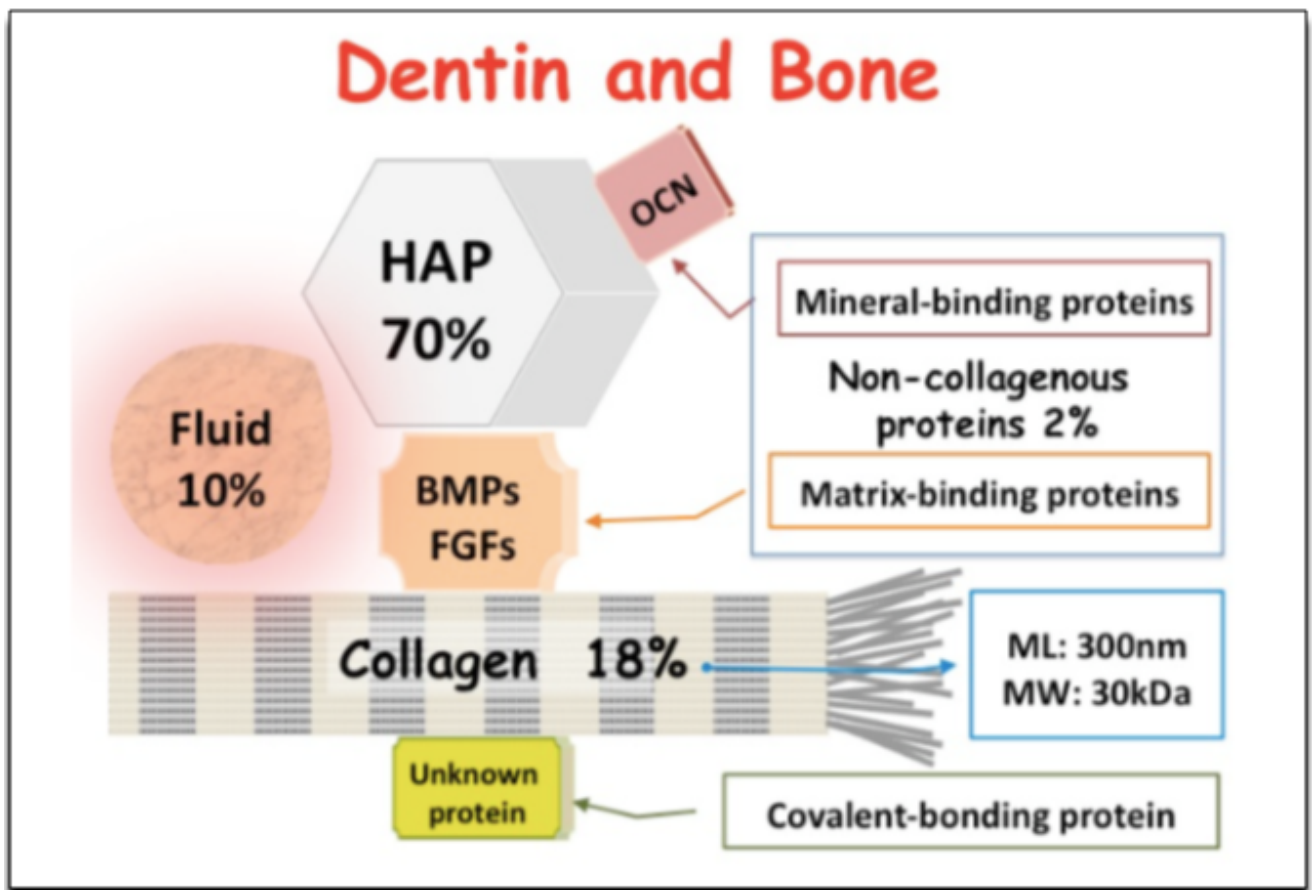 Dentin and Bone
OCN
HAP
70%
Mineral-binding proteins
Non-collagenous
proteins 2%
Matrix-binding proteins
Fluid
10%
BMPs
FGFs
Collagen 18%
ML: 300nm
MW: 30kDa
Unknown
protein
Covalent-bonding protein